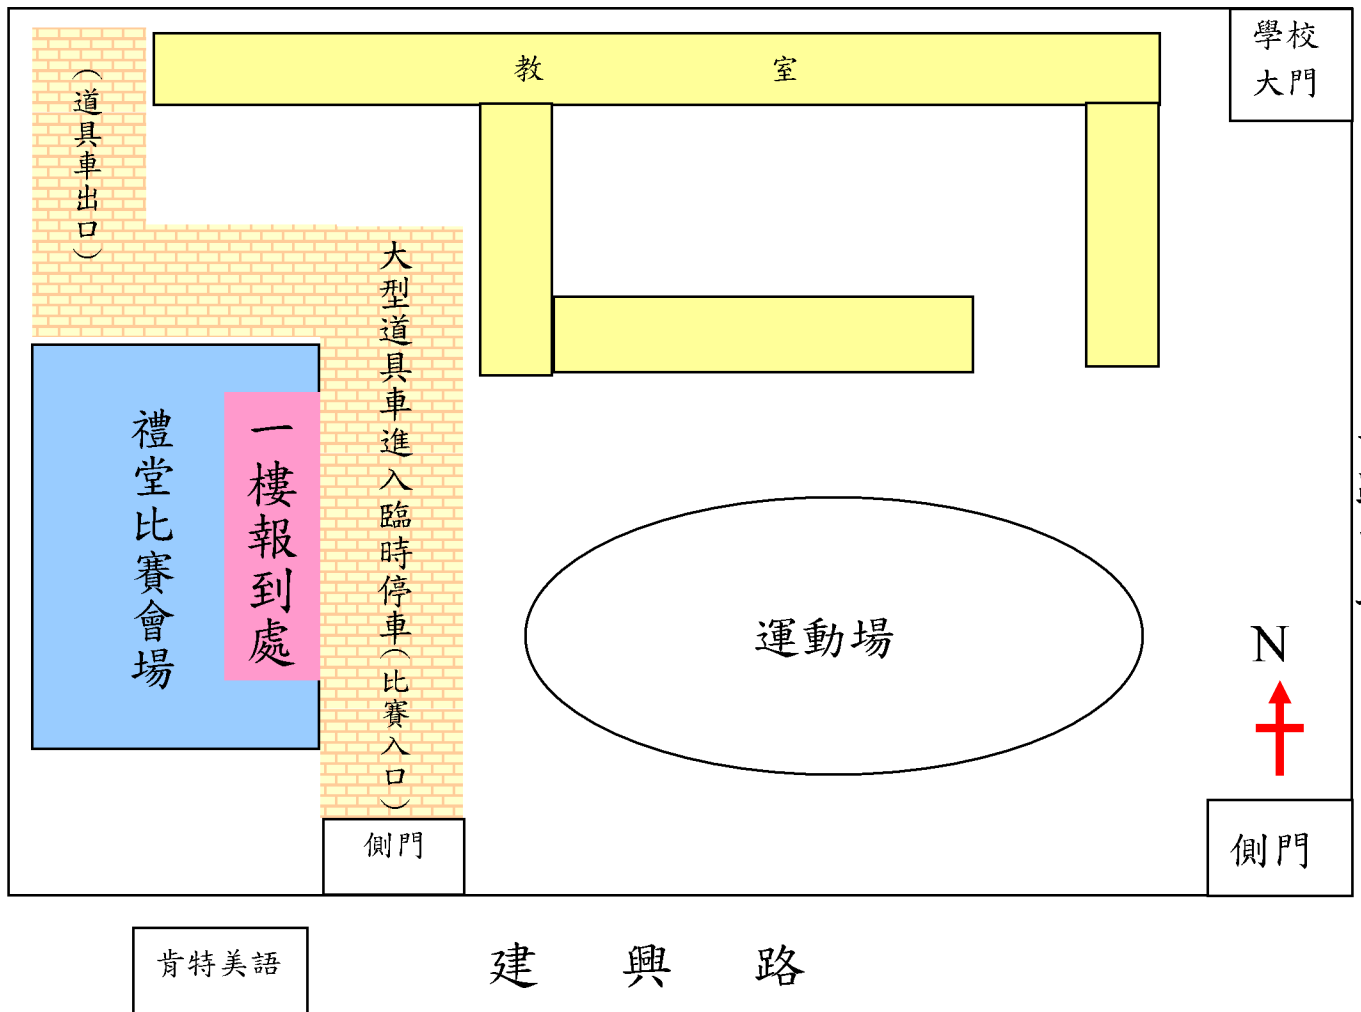 學校
大門
教室
（道具車出口）
大型道具車進入臨時停車（比賽入口）
一樓報到處
禮堂比賽會場
運動場
N
側門
側門
肯特美語
建興路